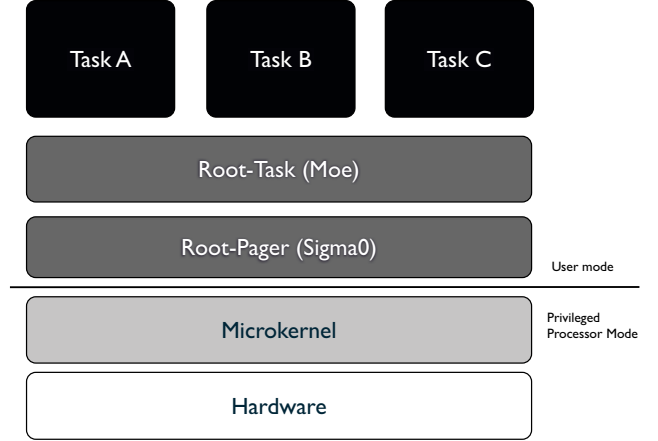 Task A
Task B
Task C
Root-Task (Moe)
Root-Pager (Sigma0)
User mode
Microkernel
Privileged
Processor Mode
Hardware